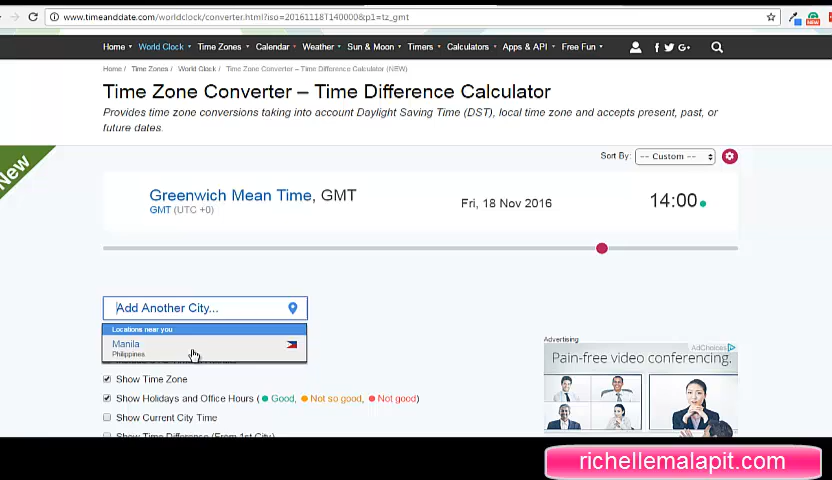 www.timeanddate.com/worldclock/converter.html?iso=20161118T140000&p1=tz_gmt
Home World Clock Time Zones Calendar Weather Sun & Moon Timers Calculators Apps & API Free Fun
Home / Time Zones / World Clock / Time Zone Converter – Time Difference Calculator (NEW)
Time Zone Converter – Time Difference Calculator
Provides time zone conversions taking into account Daylight Saving Time (DST), local time zone and accepts present, past, or
future dates.
New
Sort By: -- Custom --
Greenwich Mean Time, GMT
GMT (UTC +0)
Fri, 18 Nov 2016
14:00
Add Another City...
Locations near you
Manila
Philippines
Show Time Zone
Show Holidays and Office Hours ( Good, Not so good, Not good)
Show Current City Time
Show Time Difference (From 1st City)
Advertising
AdChoices
Pain-free video conferencing.
richellemalapit.com